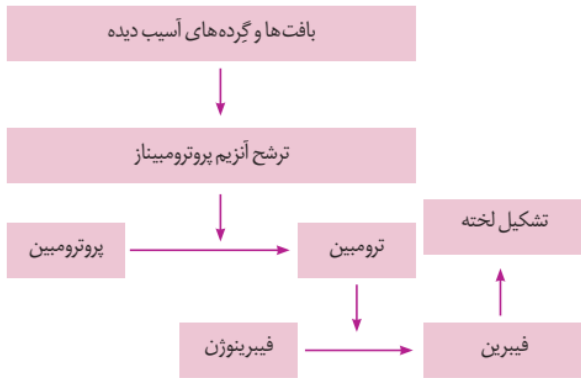 بافت‌ها و گِرده‌های آسیب دیده
ترشح آنزیم پروترومبیناز
تشکیل لخته
ترومبین
پروترومبین
فیبرین
فیبرینوژن